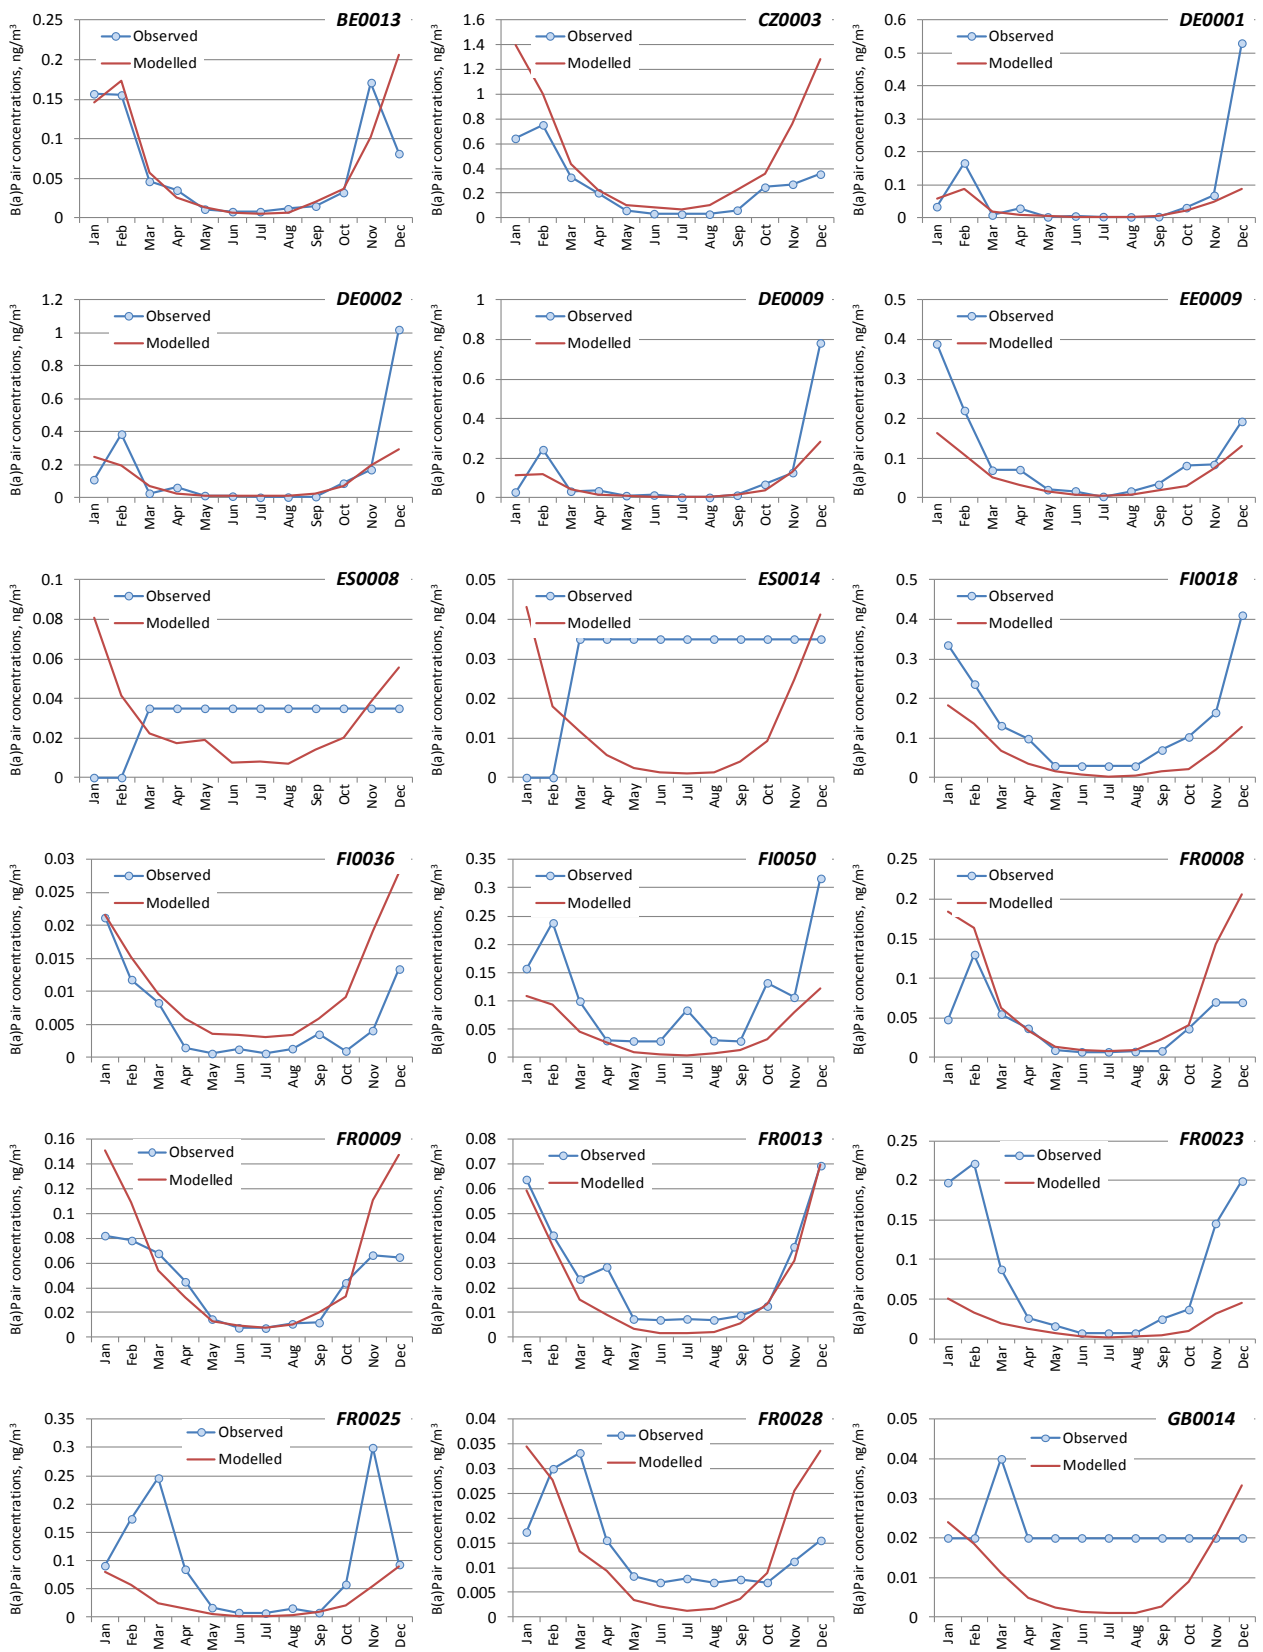 BE0013
B(a)P air concentrations, ng/m³
0.25
0.2
0.15
0.1
0.05
0
Observed
Modelled
Jan Feb Mar Apr May Jun Jul Aug Sep Oct Nov Dec
CZ0003
B(a)P air concentrations, ng/m³
1.6
1.4
1.2
1
0.8
0.6
0.4
0.2
0
Observed
Modelled
Jan Feb Mar Apr May Jun Jul Aug Sep Oct Nov Dec
DE0001
B(a)P air concentrations, ng/m³
0.6
0.5
0.4
0.3
0.2
0.1
0
Observed
Modelled
Jan Feb Mar Apr May Jun Jul Aug Sep Oct Nov Dec
DE0002
B(a)P air concentrations, ng/m³
1.2
1
0.8
0.6
0.4
0.2
0
Observed
Modelled
Jan Feb Mar Apr May Jun Jul Aug Sep Oct Nov Dec
DE0009
B(a)P air concentrations, ng/m³
1
0.8
0.6
0.4
0.2
0
Observed
Modelled
Jan Feb Mar Apr May Jun Jul Aug Sep Oct Nov Dec
EE0009
B(a)P air concentrations, ng/m³
0.5
0.4
0.3
0.2
0.1
0
Observed
Modelled
Jan Feb Mar Apr May Jun Jul Aug Sep Oct Nov Dec
ES0008
B(a)P air concentrations, ng/m³
0.1
0.08
0.06
0.04
0.02
0
Observed
Modelled
Jan Feb Mar Apr May Jun Jul Aug Sep Oct Nov Dec
ES0014
B(a)P air concentrations, ng/m³
0.05
0.04
0.03
0.02
0.01
0
Observed
Modelled
Jan Feb Mar Apr May Jun Jul Aug Sep Oct Nov Dec
FI0018
B(a)P air concentrations, ng/m³
0.5
0.4
0.3
0.2
0.1
0
Observed
Modelled
Jan Feb Mar Apr May Jun Jul Aug Sep Oct Nov Dec
FI0036
B(a)P air concentrations, ng/m³
0.03
0.025
0.02
0.015
0.01
0.005
0
Observed
Modelled
Jan Feb Mar Apr May Jun Jul Aug Sep Oct Nov Dec
FI0050
B(a)P air concentrations, ng/m³
0.35
0.3
0.25
0.2
0.15
0.1
0.05
0
Observed
Modelled
Jan Feb Mar Apr May Jun Jul Aug Sep Oct Nov Dec
FR0008
B(a)P air concentrations, ng/m³
0.25
0.2
0.15
0.1
0.05
0
Observed
Modelled
Jan Feb Mar Apr May Jun Jul Aug Sep Oct Nov Dec
FR0009
B(a)P air concentrations, ng/m³
0.16
0.14
0.12
0.1
0.08
0.06
0.04
0.02
0
Observed
Modelled
Jan Feb Mar Apr May Jun Jul Aug Sep Oct Nov Dec
FR0013
B(a)P air concentrations, ng/m³
0.08
0.07
0.06
0.05
0.04
0.03
0.02
0.01
0
Observed
Modelled
Jan Feb Mar Apr May Jun Jul Aug Sep Oct Nov Dec
FR0023
B(a)P air concentrations, ng/m³
0.25
0.2
0.15
0.1
0.05
0
Observed
Modelled
Jan Feb Mar Apr May Jun Jul Aug Sep Oct Nov Dec
FR0025
B(a)P air concentrations, ng/m³
0.35
0.3
0.25
0.2
0.15
0.1
0.05
0
Observed
Modelled
Jan Feb Mar Apr May Jun Jul Aug Sep Oct Nov Dec
FR0028
B(a)P air concentrations, ng/m³
0.04
0.035
0.03
0.025
0.02
0.015
0.01
0.005
0
Observed
Modelled
Jan Feb Mar Apr May Jun Jul Aug Sep Oct Nov Dec
GB0014
B(a)P air concentrations, ng/m³
0.05
0.04
0.03
0.02
0.01
0
Observed
Modelled
Jan Feb Mar Apr May Jun Jul Aug Sep Oct Nov Dec